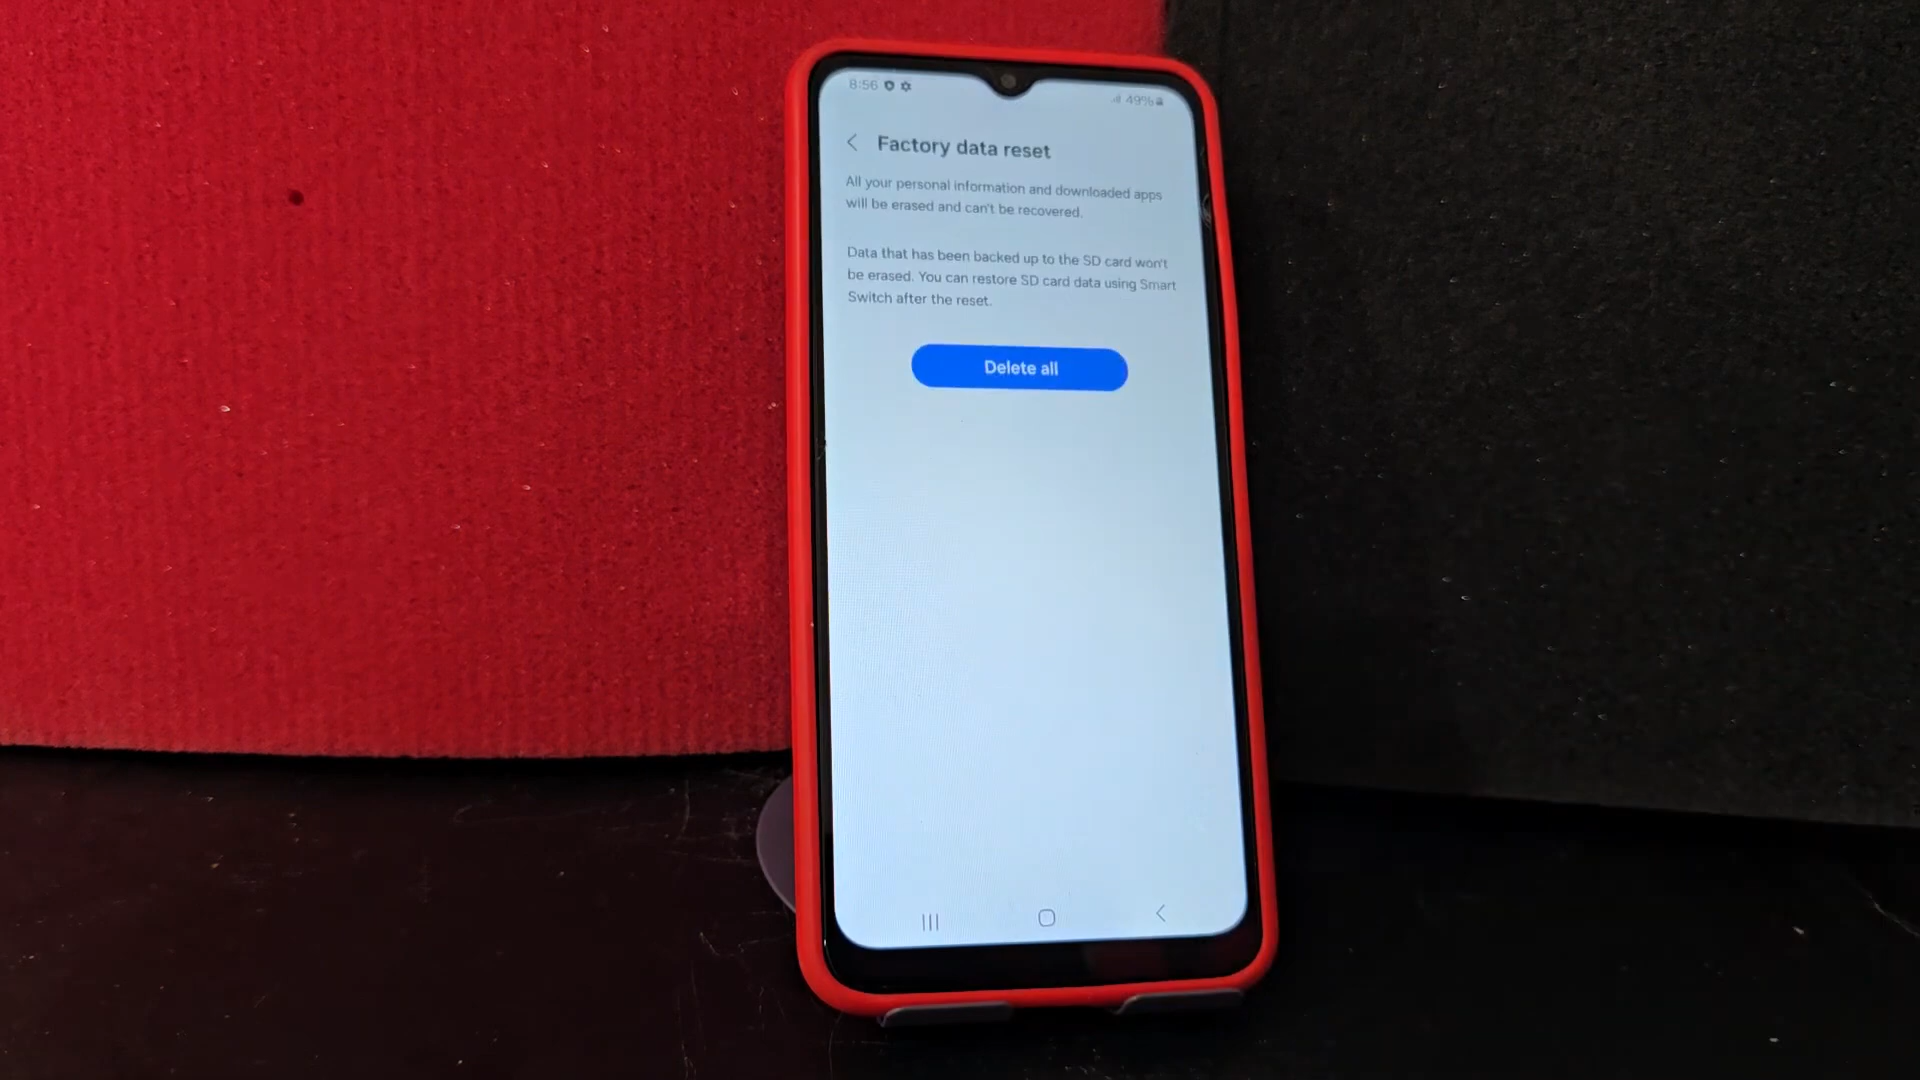 8:56
49%
Factory data reset
All your personal information and downloaded apps
will be erased and can't be recovered.
Data that has been backed up to the SD card won't
be erased. You can restore SD card data using Smart
Switch after the reset.
Delete all